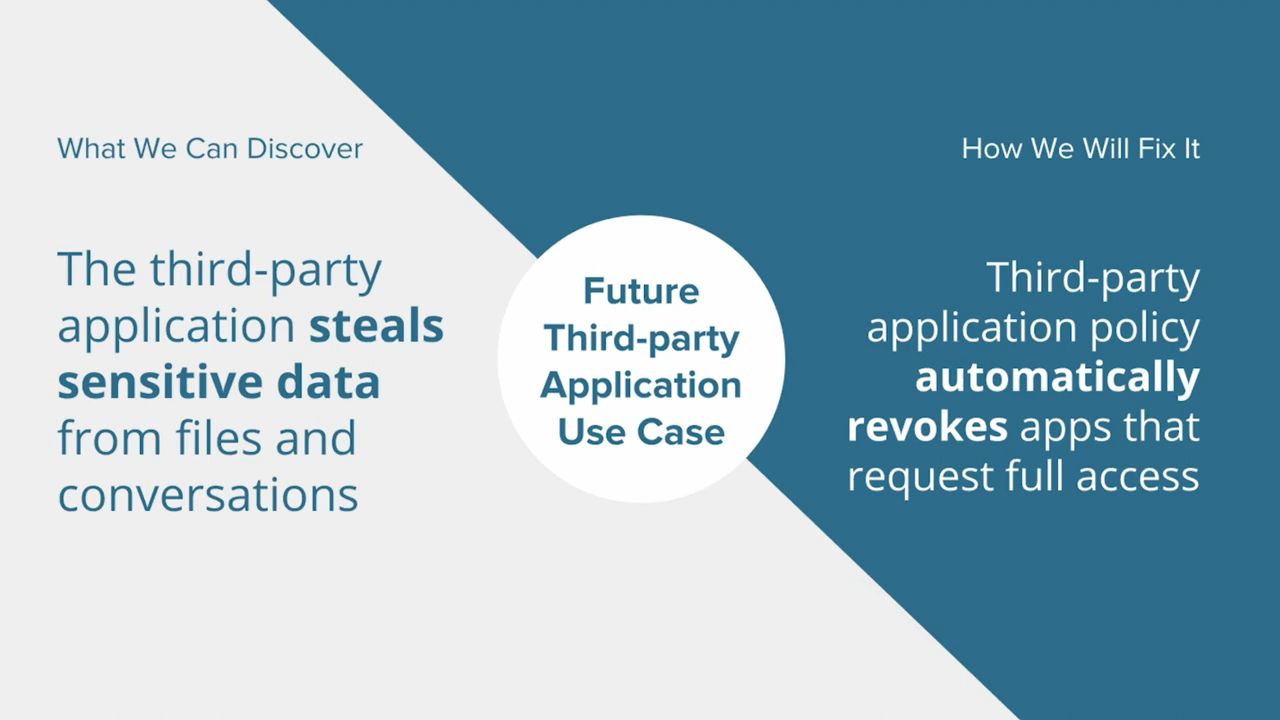 What We Can Discover
The third-party
application steals
sensitive data
from files and
conversations
Future
Third-party
Application
Use Case
How We Will Fix It
Third-party
application policy
automatically
revokes apps that
request full access